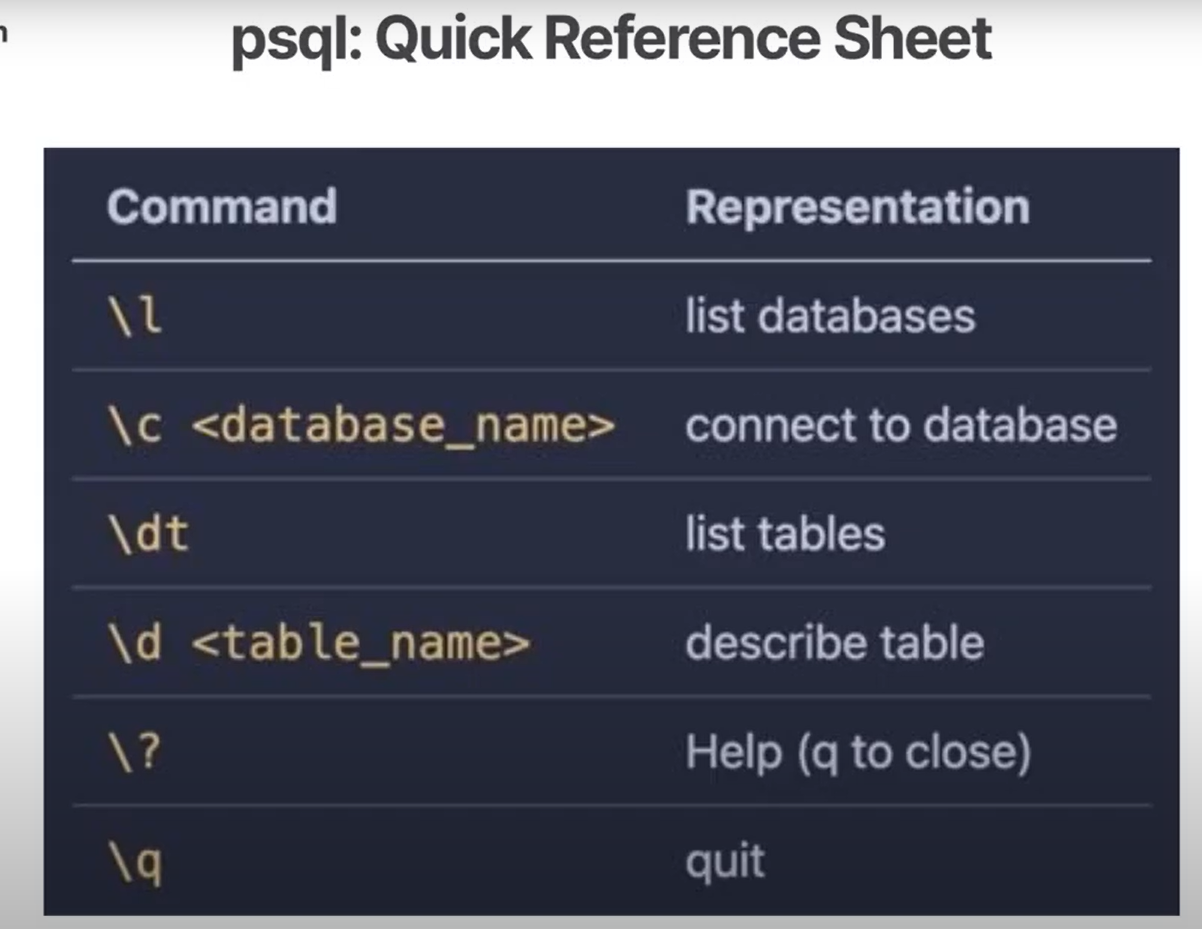 psql: Quick Reference Sheet
Command Representation
\l list databases
\c <database_name> connect to database
\dt list tables
\d <table_name> describe table
\? Help (q to close)
\q quit